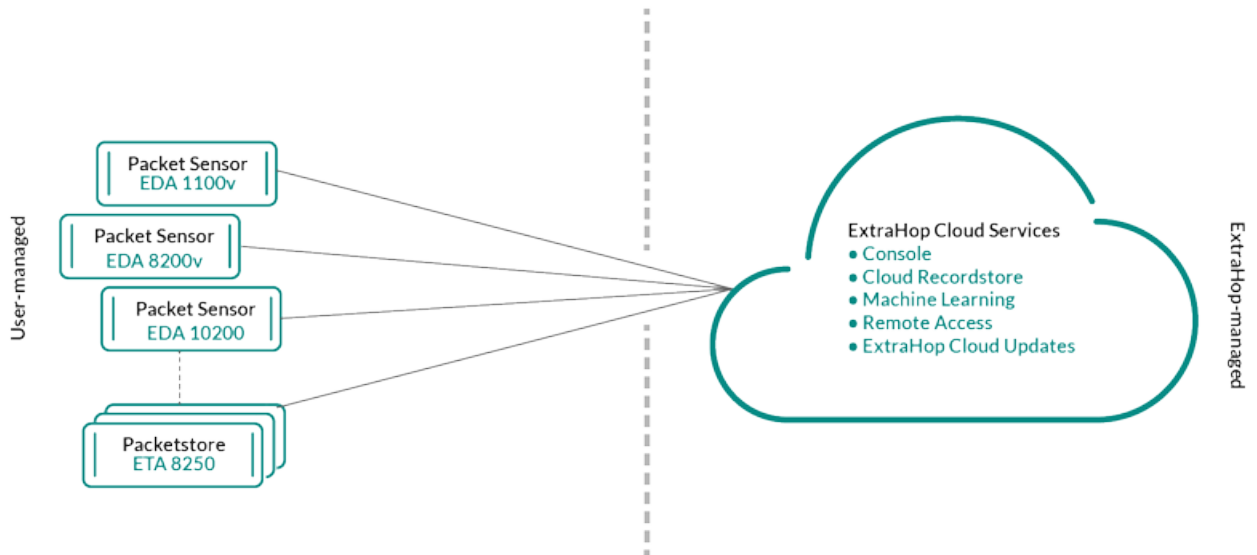 User-managed
Packet Sensor
EDA 1100v
Packet Sensor
EDA 8200v
Packet Sensor
EDA 10200
Packetstore
ETA 8250
ExtraHop Cloud Services
• Console
• Cloud Recordstore
• Machine Learning
• Remote Access
• ExtraHop Cloud Updates
ExtraHop-managed